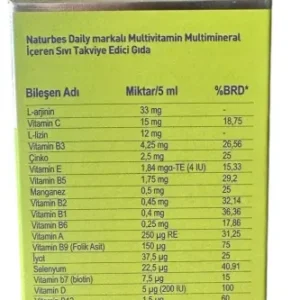 Naturbes Daily markalı Multivitamin Multimineral
İçeren Sıvı Takviye Edici Gıda
Bileşen Adı Miktar/5 ml %BRD*
L-arjinin 33 mg -
Vitamin C 15 mg 18,75
L-lizin 12 mg -
Vitamin B3 4,25 mg 26,56
Çinko 2,5 mg 25
Vitamin E 1,84 mgα-TE (4 IU) 15,33
Vitamin B5 1,75 mg 29,2
Manganez 0,5 mg 25
Vitamin B2 0,45 mg 32,14
Vitamin B1 0,4 mg 36,36
Vitamin B6 0,25 mg 17,86
Vitamin A 250 µg RE 31,25
Vitamin B9 (Folik Asit) 150 µg 75
İyot 37,5 µg 25
Selenyum 22,5 µg 40,91
Vitamin b7 (biotin) 7,5 µg 15
Vitamin D 5 µg (200 IU) 100
Vitamin B12 1,5 µg 60